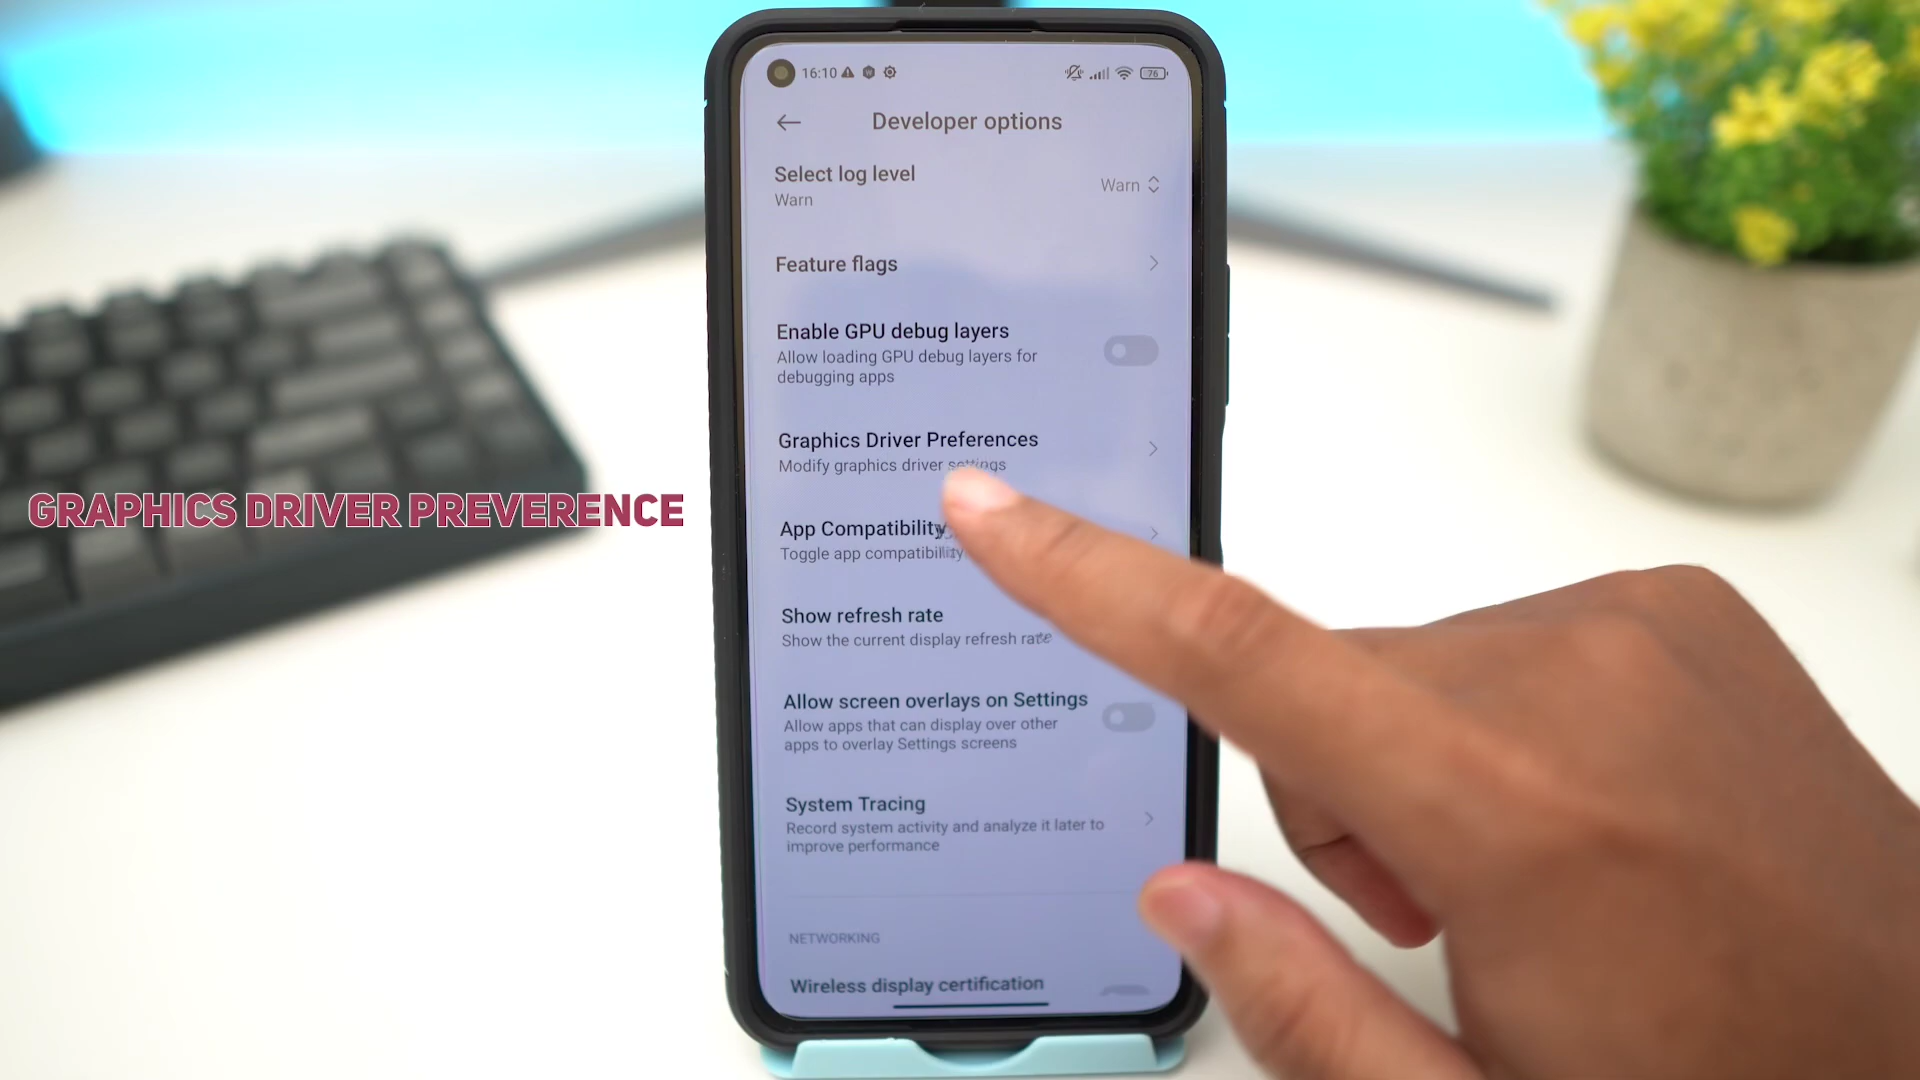 16:10
76
Developer options
Select log level
Warn
Warn
Feature flags
Enable GPU debug layers
Allow loading GPU debug layers for
debugging apps
Graphics Driver Preferences
Modify graphics driver settings
GRAPHICS DRIVER PREVERENCE
App Compatibility
Toggle app compatibility
Show refresh rate
Show the current display refresh rate
Allow screen overlays on Settings
Allow apps that can display over other
apps to overlay Settings screens
System Tracing
Record system activity and analyze it later to
improve performance
NETWORKING
Wireless display certification